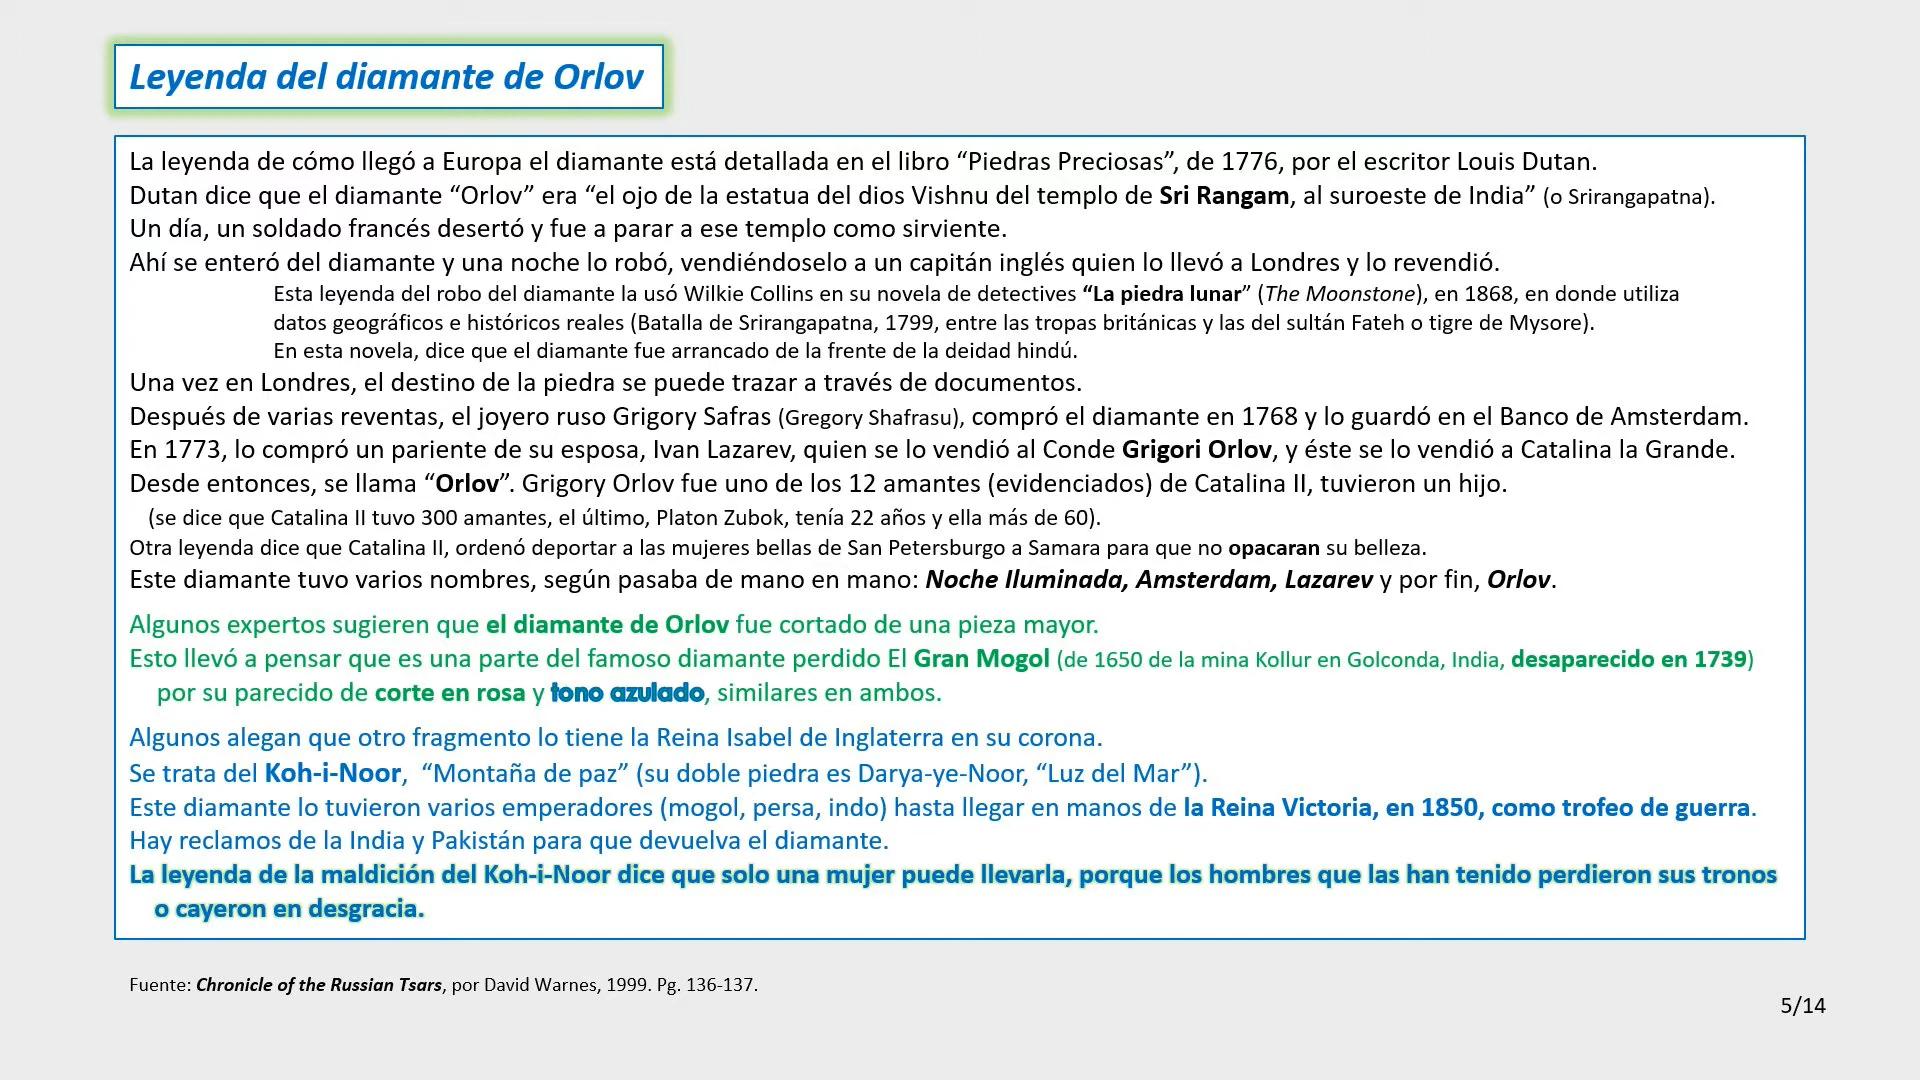 Leyenda del diamante de Orlov
La leyenda de cómo llegó a Europa el diamante está detallada en el libro “Piedras Preciosas”, de 1776, por el escritor Louis Dutan.
Dutan dice que el diamante “Orlov” era “el ojo de la estatua del dios Vishnu del templo de Sri Rangam, al suroeste de India” (o Srirangapatna).
Un día, un soldado francés desertó y fue a parar a ese templo como sirviente.
Ahí se enteró del diamante y una noche lo robó, vendiéndoselo a un capitán inglés quien lo llevó a Londres y lo revendió.
Esta leyenda del robo del diamante la usó Wilkie Collins en su novela de detectives “La piedra lunar” (The Moonstone), en 1868, en donde utiliza
datos geográficos e históricos reales (Batalla de Srirangapatna, 1799, entre las tropas británicas y las del sultán Fateh o tigre de Mysore).
En esta novela, dice que el diamante fue arrancado de la frente de la deidad hindú.
Una vez en Londres, el destino de la piedra se puede trazar a través de documentos.
Después de varias reventas, el joyero ruso Grigory Safras (Gregory Shafrasu), compró el diamante en 1768 y lo guardó en el Banco de Amsterdam.
En 1773, lo compró un pariente de su esposa, Ivan Lazarev, quien se lo vendió al Conde Grigori Orlov, y éste se lo vendió a Catalina la Grande.
Desde entonces, se llama “Orlov”. Grigory Orlov fue uno de los 12 amantes (evidenciados) de Catalina II, tuvieron un hijo.
(se dice que Catalina II tuvo 300 amantes, el último, Platon Zubok, tenía 22 años y ella más de 60).
Otra leyenda dice que Catalina II, ordenó deportar a las mujeres bellas de San Petersburgo a Samara para que no opacaran su belleza.
Este diamante tuvo varios nombres, según pasaba de mano en mano: Noche Iluminada, Amsterdam, Lazarev y por fin, Orlov.
Algunos expertos sugieren que el diamante de Orlov fue cortado de una pieza mayor.
Esto llevó a pensar que es una parte del famoso diamante perdido El Gran Mogol (de 1650 de la mina Kollur en Golconda, India, desaparecido en 1739)
por su parecido de corte en rosa y tono azulado, similares en ambos.
Algunos alegan que otro fragmento lo tiene la Reina Isabel de Inglaterra en su corona.
Se trata del Koh-i-Noor, “Montaña de paz” (su doble piedra es Darya-ye-Noor, “Luz del Mar”).
Este diamante lo tuvieron varios emperadores (mogol, persa, indo) hasta llegar en manos de la Reina Victoria, en 1850, como trofeo de guerra.
Hay reclamos de la India y Pakistán para que devuelva el diamante.
La leyenda de la maldición del Koh-i-Noor dice que solo una mujer puede llevarla, porque los hombres que las han tenido perdieron sus tronos
o cayeron en desgracia.
Fuente: Chronicle of the Russian Tsars, por David Warnes, 1999. Pg. 136-137.
5/14